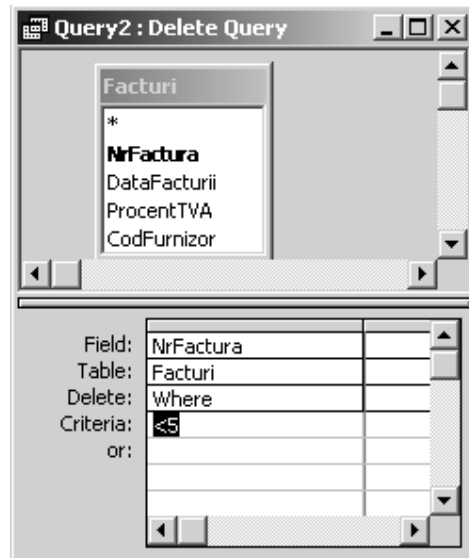 Query2 : Delete Query
Facturi
*
NrFactura
DataFacturii
ProcentTVA
CodFurnizor
Field: NrFactura
Table: Facturi
Delete: Where
Criteria: <5
or: